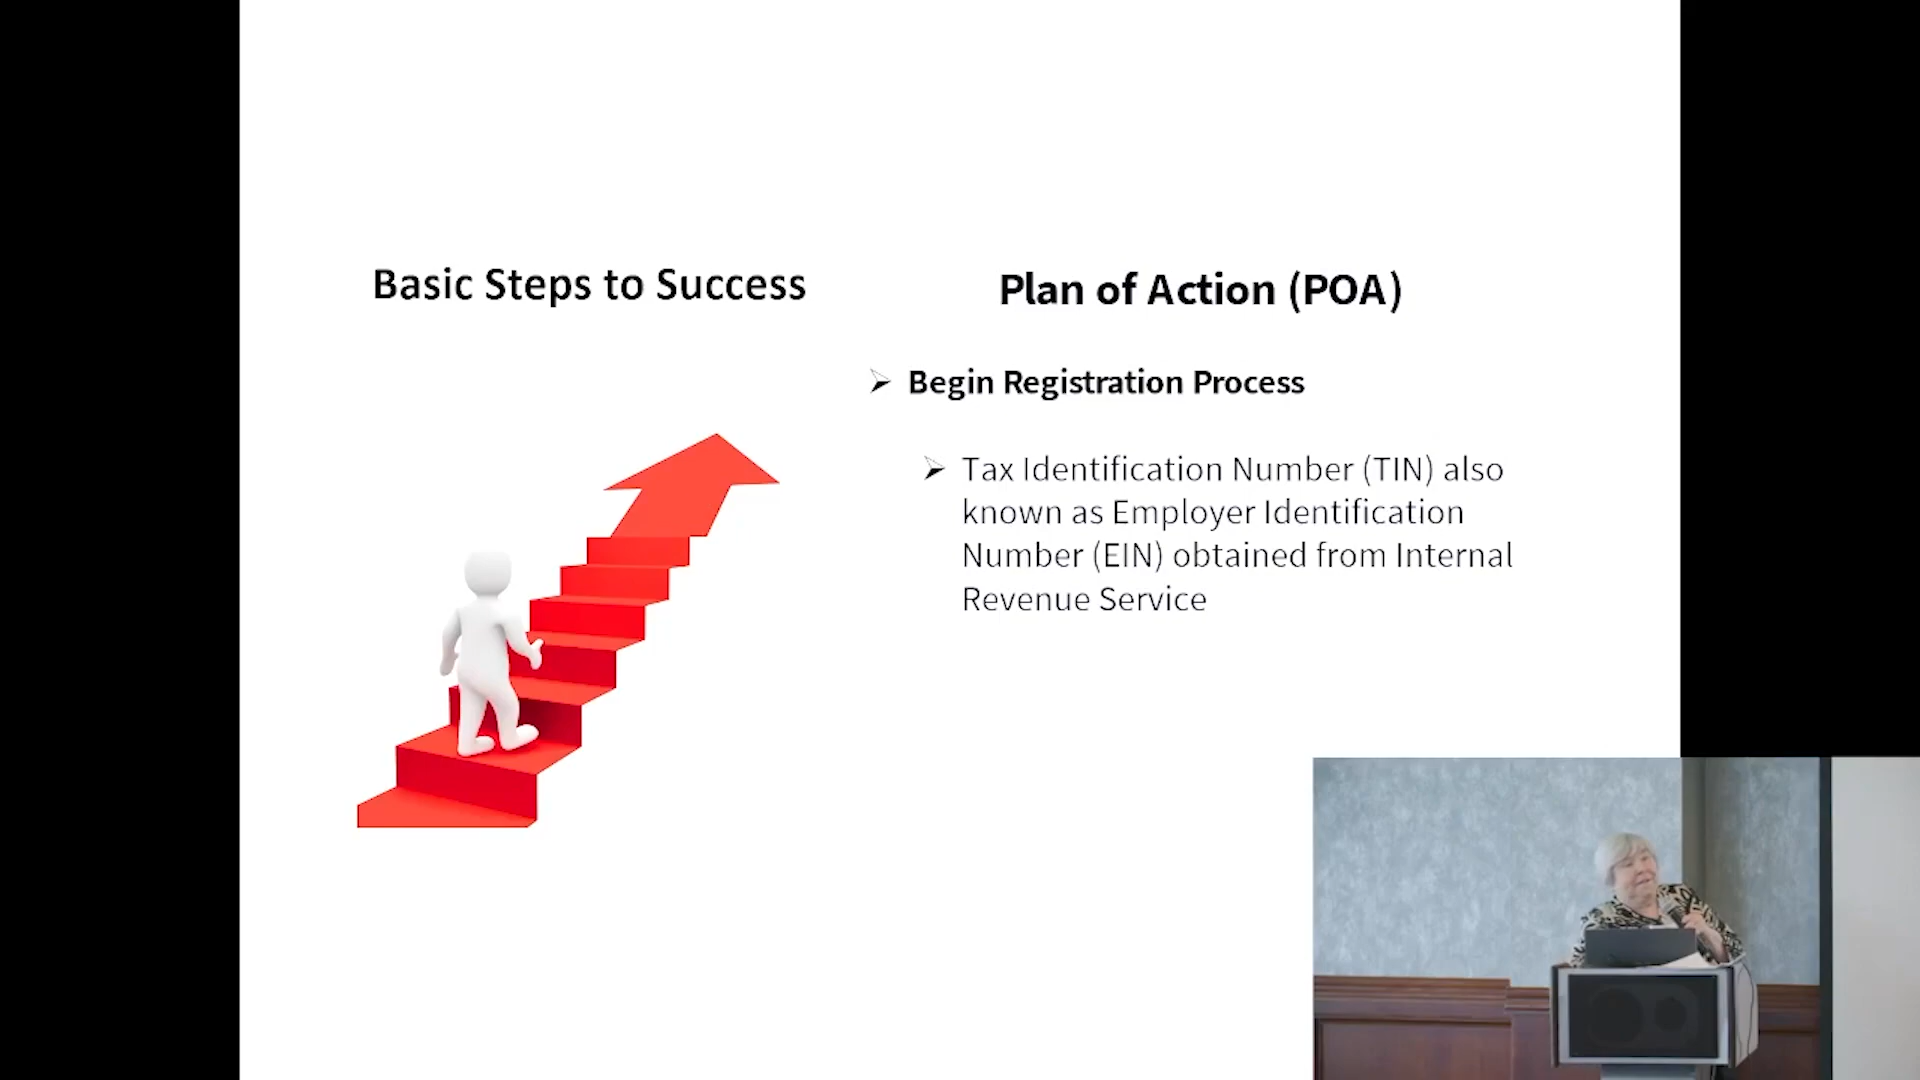 Basic Steps to Success
Plan of Action (POA)
Begin Registration Process
Tax Identification Number (TIN) also
known as Employer Identification
Number (EIN) obtained from Internal
Revenue Service